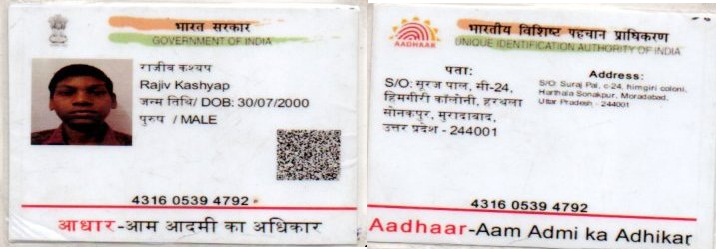 भारत सरकार
GOVERNMENT OF INDIA
राजीव कश्यप
Rajiv Kashyap
जन्म तिथि/ DOB: 30/07/2000
पुरुष / MALE
4316 0539 4792
आधार-आम आदमी का अधिकार
भारतीय विशिष्ट पहचान प्राधिकरण
AADHAAR
UNIQUE IDENTIFICATION AUTHORITY OF INDIA
पता:
S/O: सूरज पाल, सी-24,
हिमगीरी कॉलोनी, हरथला
सोनकपुर, मुरादाबाद,
उत्तर प्रदेश - 244001
Address:
S/O: Suraj Pal, c-24, himgiri coloni,
Harthala Sonakpur, Moradabad,
Uttar Pradesh - 244001
4316 0539 4792
Aadhaar-Aam Admi ka Adhikar